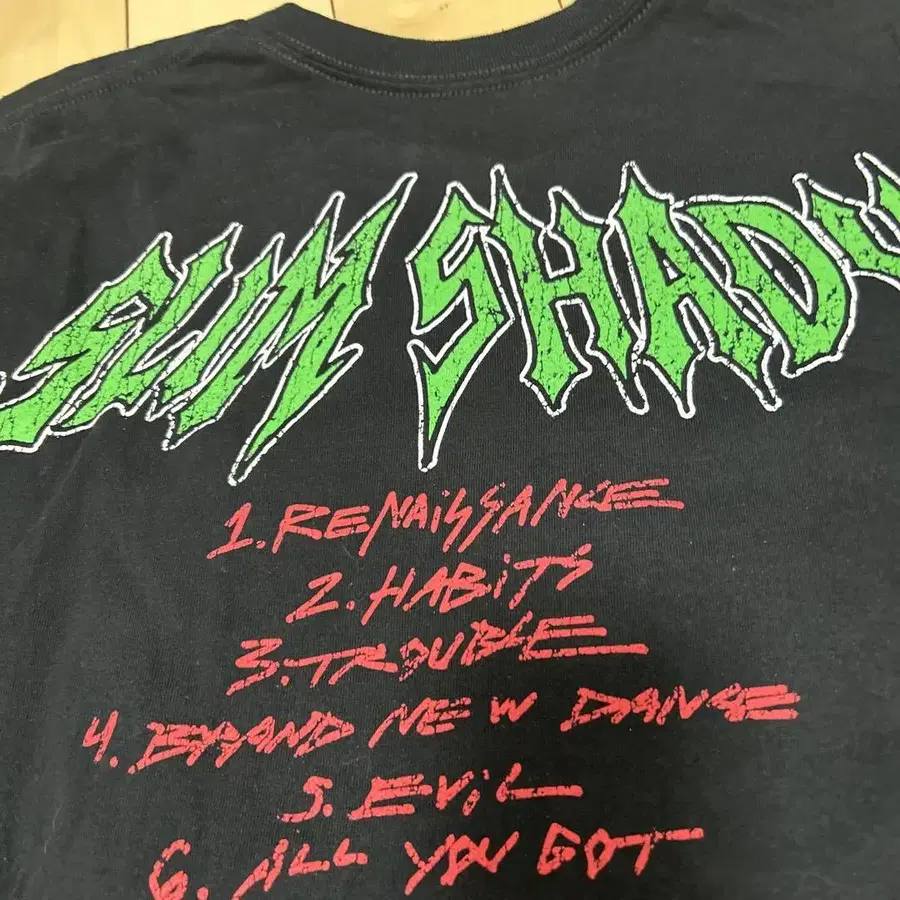 SLIM SHADY
1. RENAiSSANCE
2. HABiTS
3. TROUBLE
4. BRAND NEW DANCE
5. EViL
6. ALL YOU GOT